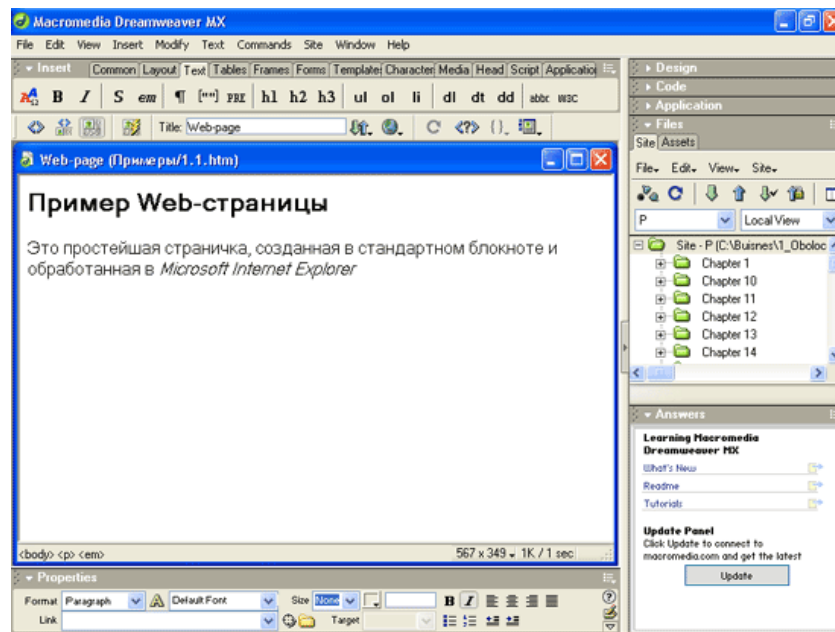 Macromedia Dreamweaver MX
File Edit View Insert Modify Text Commands Site Window Help
Insert Common Layout Text Tables Frames Forms Template Character Media Head Script Applicatio
B I S em ¶ [""] PRE h1 h2 h3 ul ol li dl dt dd abbr. W3C
Title: Web-page
Web-page (Примеры/1.1.htm)
Пример Web-страницы
Это простейшая страничка, созданная в стандартном блокноте и
обработанная в Microsoft Internet Explorer
<body> <p> <em> 567 x 349 1K / 1 sec
Properties
Format Paragraph Default Font Size None B I
Link Target
Design
Code
Application
Files
Site Assets
File Edit View Site
P Local View
Site - P (C:\Buisnes\1_Oboloc
Chapter 1
Chapter 10
Chapter 11
Chapter 12
Chapter 13
Chapter 14
Answers
Learning Macromedia
Dreamweaver MX
What's New
Readme
Tutorials
Update Panel
Click Update to connect to
macromedia.com and get the latest
Update